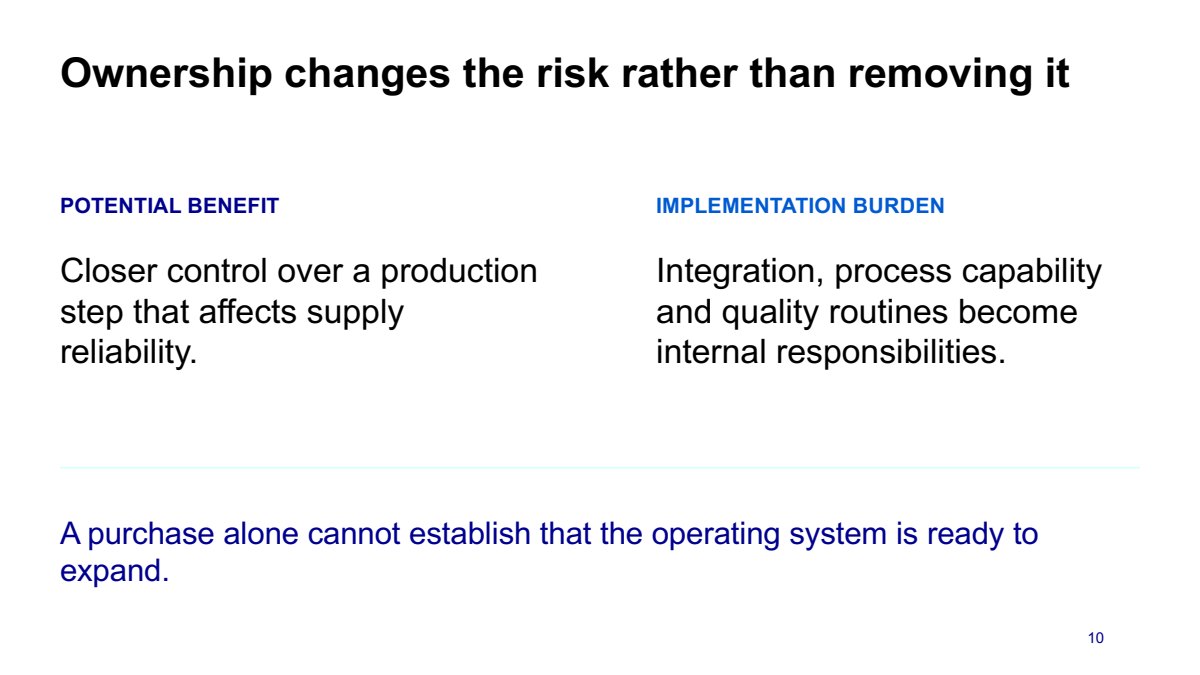 Ownership changes the risk rather than removing it
POTENTIAL BENEFIT
Closer control over a production
step that affects supply
reliability.
IMPLEMENTATION BURDEN
Integration, process capability
and quality routines become
internal responsibilities.
A purchase alone cannot establish that the operating system is ready to
expand.
10